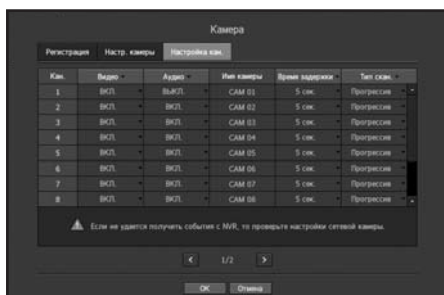 Камера
Регистрация Настр. камеры Настройка кан.
Кан. Видео Аудио Имя камеры Время задержки Тип скан.
1 ВКЛ. ВЫКЛ. CAM 01 5 сек. Прогрессив
2 ВКЛ. ВКЛ. CAM 02 5 сек. Прогрессив
3 ВКЛ. ВКЛ. CAM 03 5 сек. Прогрессив
4 ВКЛ. ВКЛ. CAM 04 5 сек. Прогрессив
5 ВКЛ. ВКЛ. CAM 05 5 сек. Прогрессив
6 ВКЛ. ВКЛ. CAM 06 5 сек. Прогрессив
7 ВКЛ. ВКЛ. CAM 07 5 сек. Прогрессив
8 ВКЛ. ВКЛ. CAM 08 5 сек. Прогрессив
Если не удается получить события с NVR, то проверьте настройки сетевой камеры.
< 1/2 >
OK Отмена